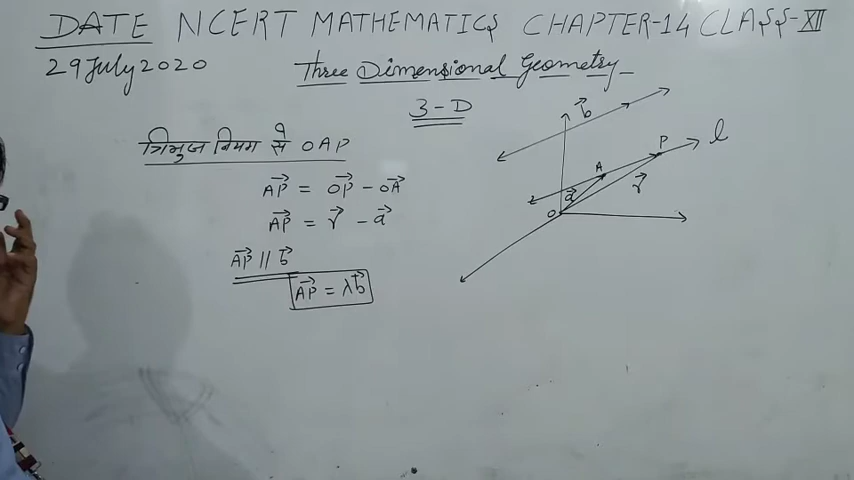 DATE NCERT MATHEMATICS CHAPTER-14 CLASS-XII
29 July 2020 Three Dimensional Geometry
3-D
त्रिभुज नियम से OAP
AP⃗ = OP⃗ - OA⃗
AP⃗ = r⃗ - a⃗
AP⃗ // b⃗
AP⃗ = λb⃗
b⃗
l
P
A
r⃗
a⃗
O